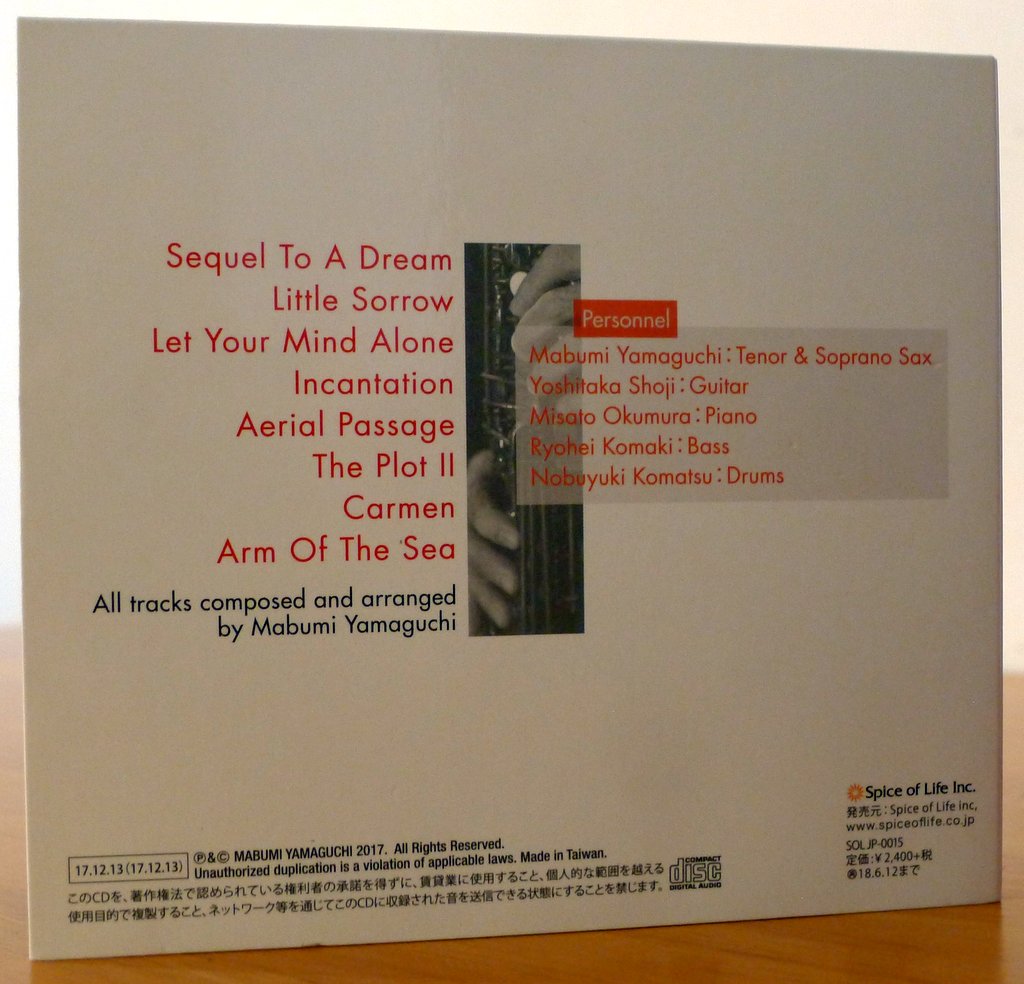 Sequel To A Dream
Little Sorrow
Let Your Mind Alone
Incantation
Aerial Passage
The Plot II
Carmen
Arm Of The Sea
All tracks composed and arranged
by Mabumi Yamaguchi
Personnel
Mabumi Yamaguchi:Tenor & Soprano Sax
Yoshitaka Shoji:Guitar
Misato Okumura:Piano
Ryohei Komaki:Bass
Nobuyuki Komatsu:Drums
Spice of Life Inc.
発売元:Spice of Life inc,
www.spiceoflife.co.jp
SOL JP-0015
定価:¥2,400+税
Ⓡ18.6.12まで
17.12.13(17.12.13)
Ⓟ&© MABUMI YAMAGUCHI 2017. All Rights Reserved.
Unauthorized duplication is a violation of applicable laws. Made in Taiwan.
このCDを、著作権法で認められている権利者の承諾を得ずに、賃貸業に使用すること、個人的な範囲を越える
使用目的で複製すること、ネットワーク等を通じてこのCDに収録された音を送信できる状態にすることを禁じます。
COMPACT
disc
DIGITAL AUDIO